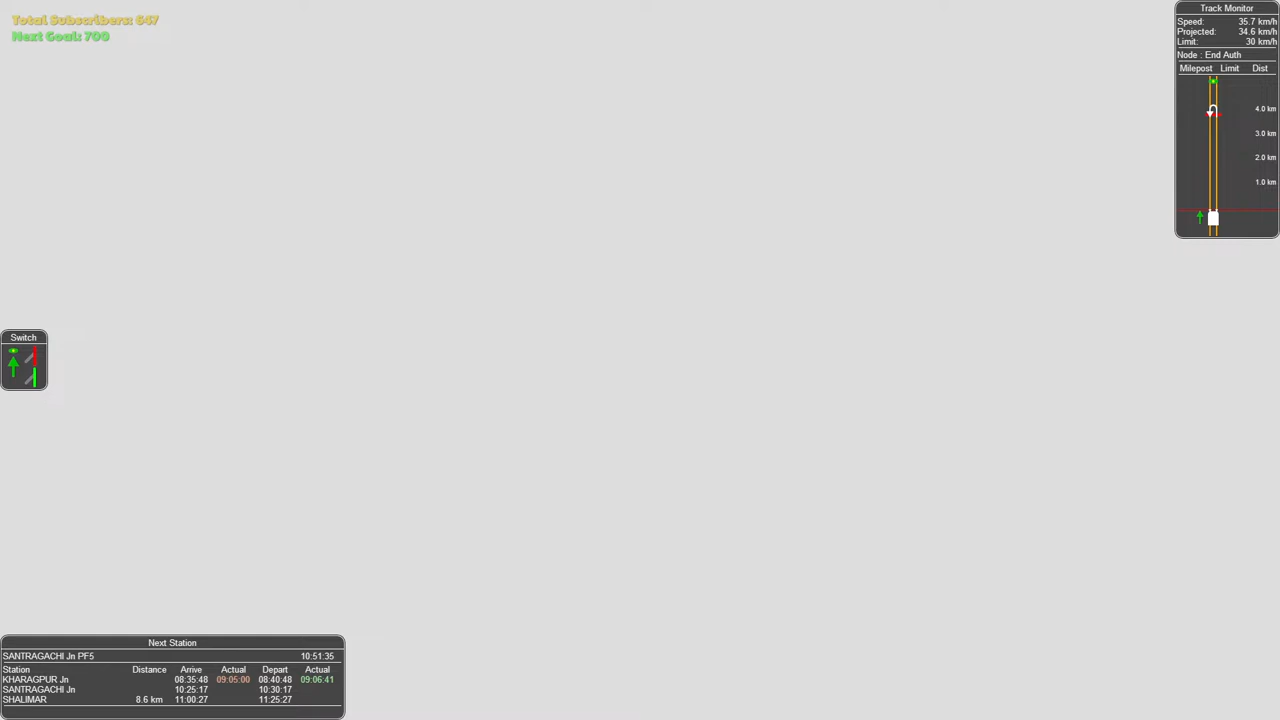 Total Subscribers: 647
Next Goal: 700
Track Monitor
Speed: 35.7 km/h
Projected: 34.6 km/h
Limit: 30 km/h
Node : End Auth
Milepost Limit Dist
4.0 km
3.0 km
2.0 km
1.0 km
Switch
Next Station
SANTRAGACHI Jn PF5 10:51:35
Station Distance Arrive Actual Depart Actual
KHARAGPUR Jn 08:35:48 09:05:00 08:40:48 09:06:41
SANTRAGACHI Jn 10:25:17 10:30:17
SHALIMAR 8.6 km 11:00:27 11:25:27